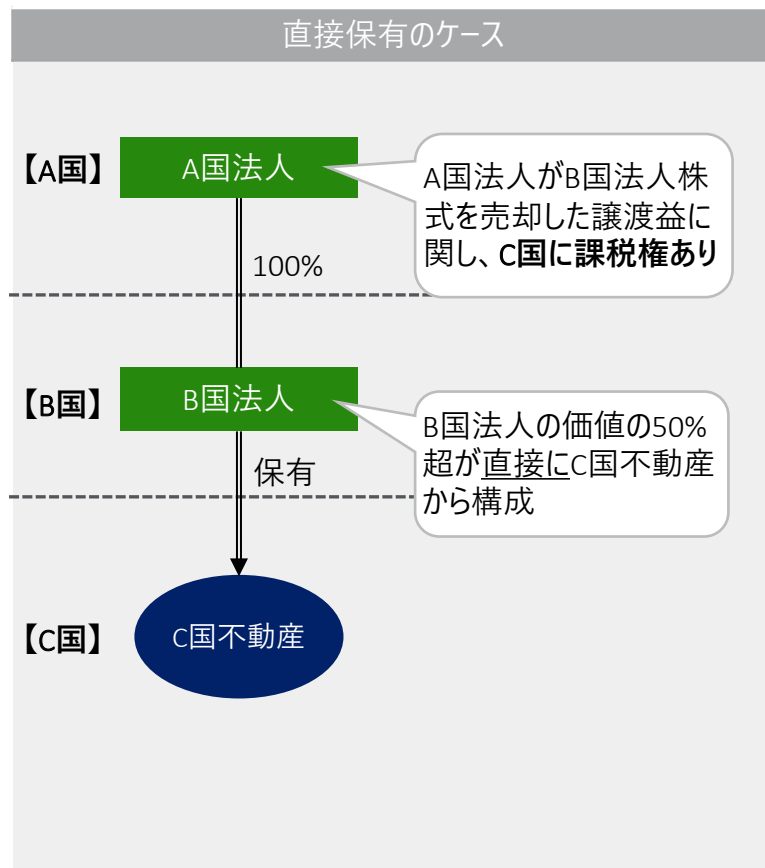 直接保有のケース
【A国】
A国法人
A国法人がB国法人株
式を売却した譲渡益に
関し、C国に課税権あり
100%
【B国】
B国法人
B国法人の価値の50%
超が直接にC国不動産
から構成
保有
【C国】
C国不動産